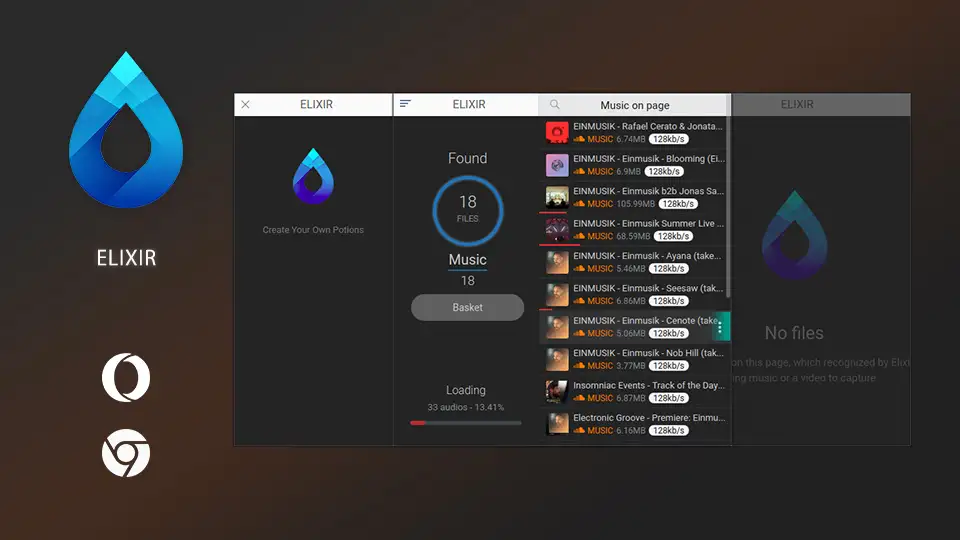 ELIXIR
ELIXIR
Create Your Own Potions
ELIXIR
Found
18
FILES
Music
18
Basket
Loading
33 audios - 13.41%
Music on page
EINMUSIK - Rafael Cerato & Jonata...
MUSIC 6.74MB 128kb/s
EINMUSIK - Einmusik - Blooming (Ei...
MUSIC 6.9MB 128kb/s
EINMUSIK - Einmusik b2b Jonas Sa...
MUSIC 105.99MB 128kb/s
EINMUSIK - Einmusik Summer Live ...
MUSIC 68.59MB 128kb/s
EINMUSIK - Einmusik - Ayana (take...
MUSIC 5.46MB 128kb/s
EINMUSIK - Einmusik - Seesaw (tak...
MUSIC 6.86MB 128kb/s
EINMUSIK - Einmusik - Cenote (take...
MUSIC 5.06MB 128kb/s
EINMUSIK - Einmusik - Nob Hill (tak...
MUSIC 3.77MB 128kb/s
Insomniac Events - Track of the Day...
MUSIC 6.87MB 128kb/s
Electronic Groove - Premiere: Einmu...
MUSIC 6.16MB 128kb/s
ELIXIR
No files
on this page, which recognized by Elixi
ing music or a video to capture